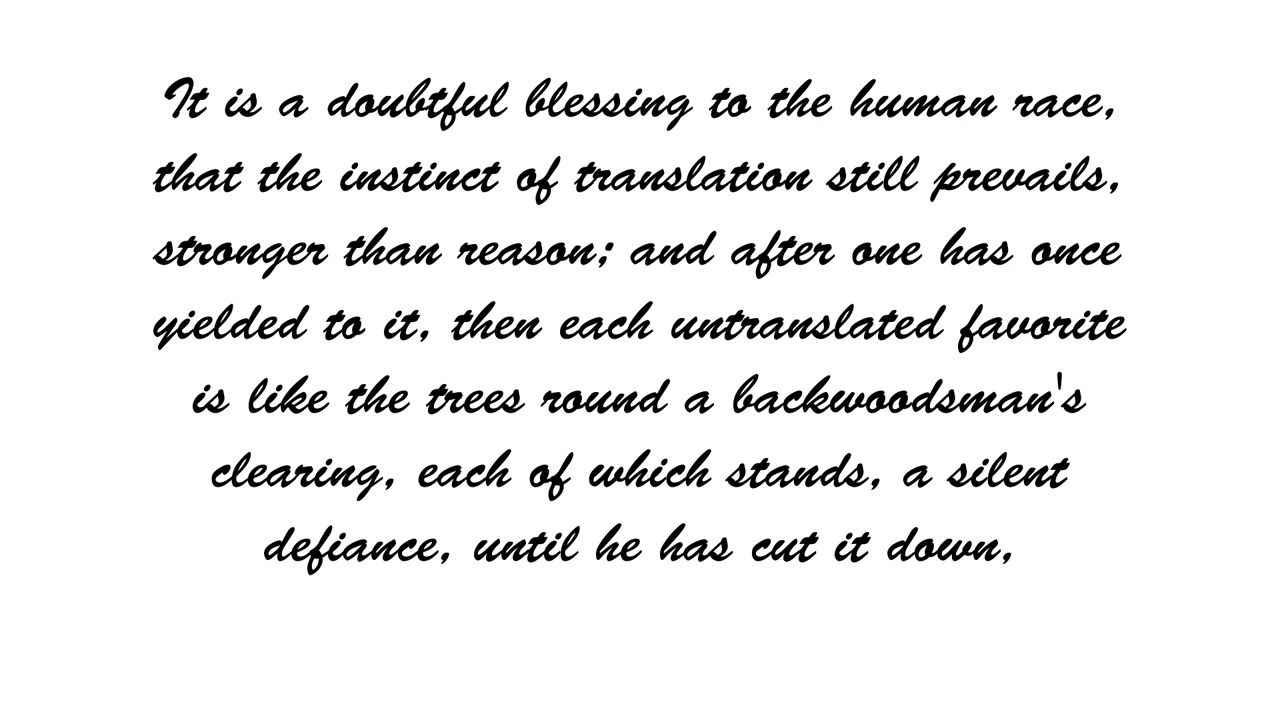 It is a doubtful blessing to the human race,
that the instinct of translation still prevails,
stronger than reason; and after one has once
yielded to it, then each untranslated favorite
is like the trees round a backwoodsman's
clearing, each of which stands, a silent
defiance, until he has cut it down,